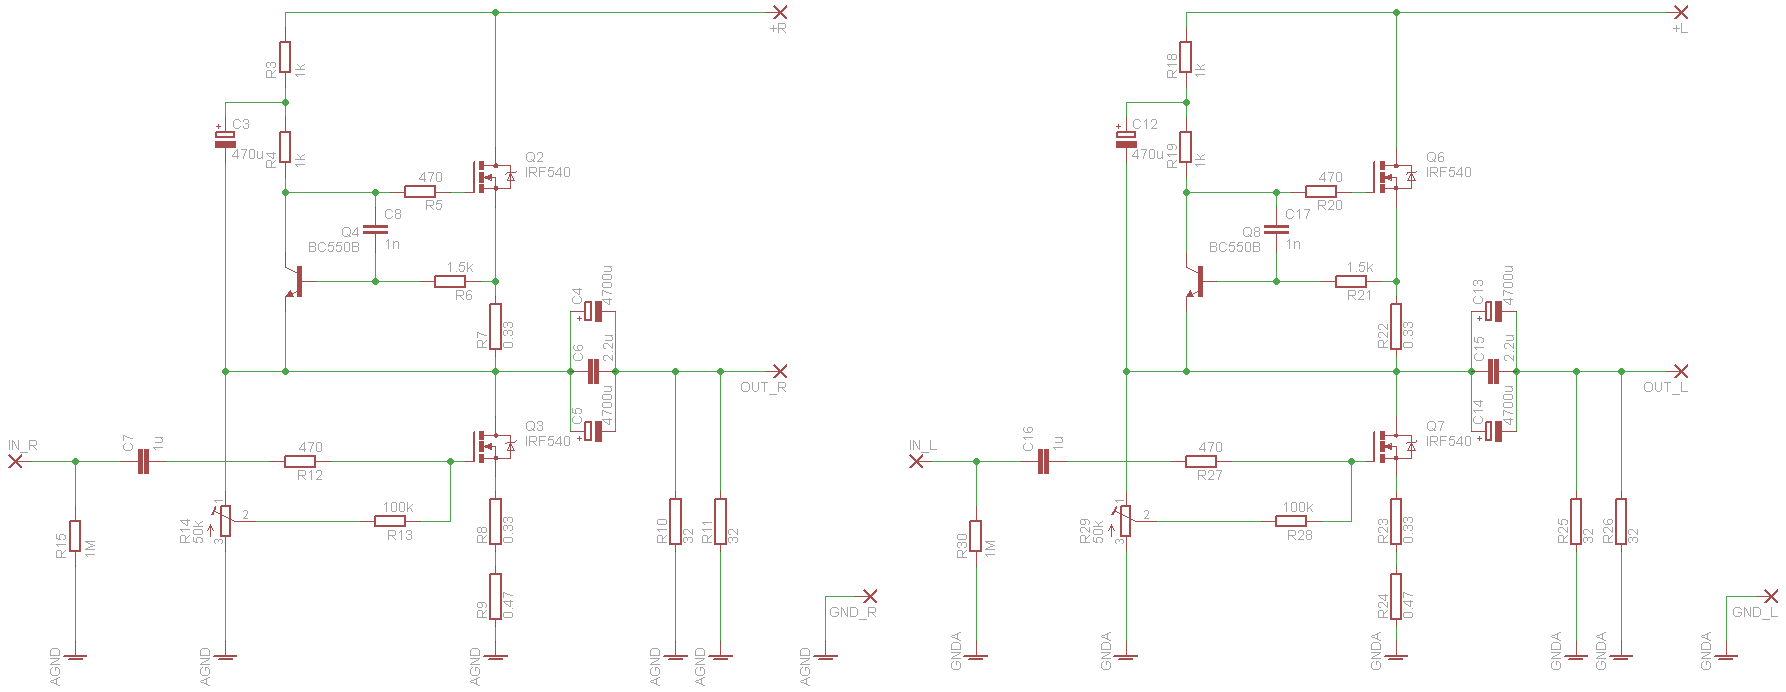 +R
R3
1k
C3
470u
R4
1k
Q2
IRF540
470
R5
C8
1n
Q4
BC550B
1.5k
R6
R7
0.33
C4
4700u
C6
2.2u
C5
4700u
OUT_R
IN_R
C7
1u
470
R12
Q3
IRF540
R14
50k
1
2
3
100k
R13
R15
1M
R8
0.33
R9
0.47
R10
32
R11
32
GND_R
AGND
AGND
AGND
AGND
AGND
AGND
+L
R18
1k
C12
470u
R19
1k
Q6
IRF540
470
R20
C17
1n
Q8
BC550B
1.5k
R21
R22
0.33
C13
4700u
C15
2.2u
C14
4700u
OUT_L
IN_L
C16
1u
470
R27
Q7
IRF540
R29
50k
1
2
3
100k
R28
R30
1M
R23
0.33
R24
0.47
R25
32
R26
32
GND_L
GNDA
GNDA
GNDA
GNDA
GNDA
GNDA